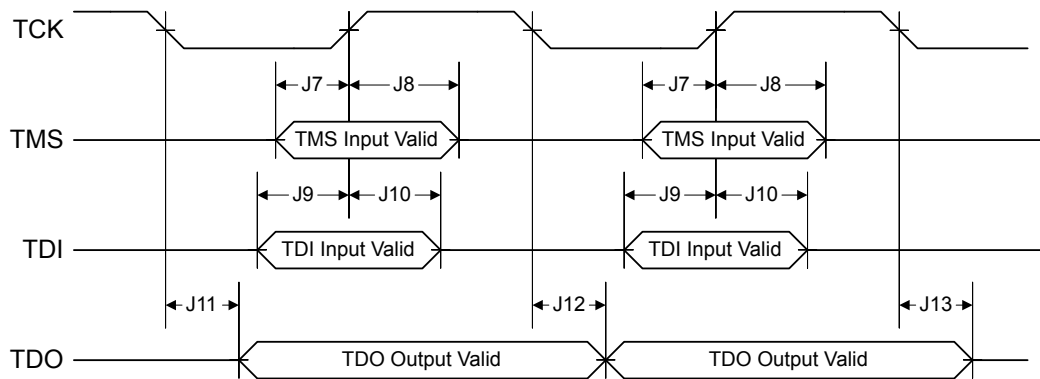 TCK
J7 J8 J7 J8
TMS TMS Input Valid TMS Input Valid
J9 J10 J9 J10
TDI TDI Input Valid TDI Input Valid
J11 J12 J13
TDO TDO Output Valid TDO Output Valid